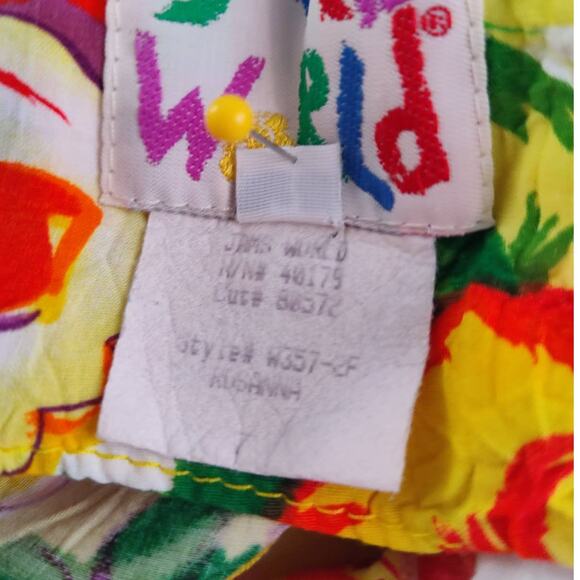 World®
JAMS WORLD
R/N# 40179
Cut# 80572
Style# W357-2F
ROSANNA